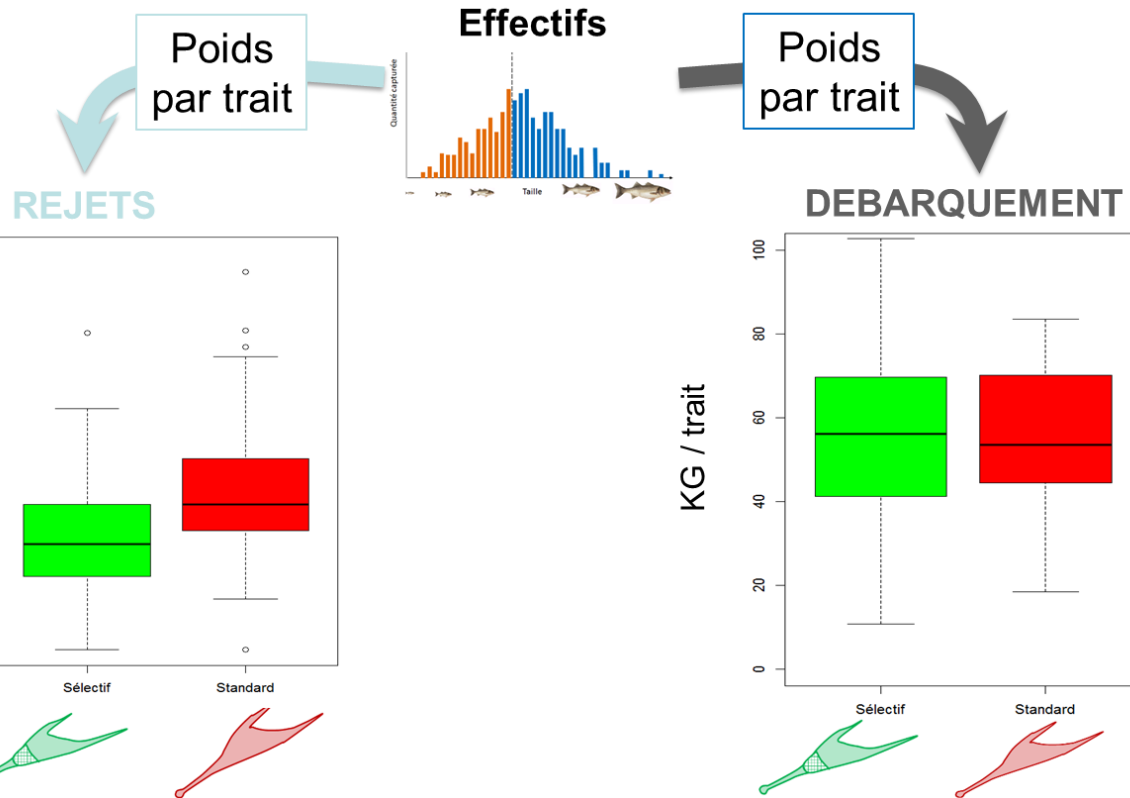 Effectifs
Poids
par trait
Poids
par trait
Quantité capturée
Taille
REJETS
DEBARQUEMENT
KG / trait
100
80
60
40
20
0
Sélectif
Standard
Sélectif
Standard